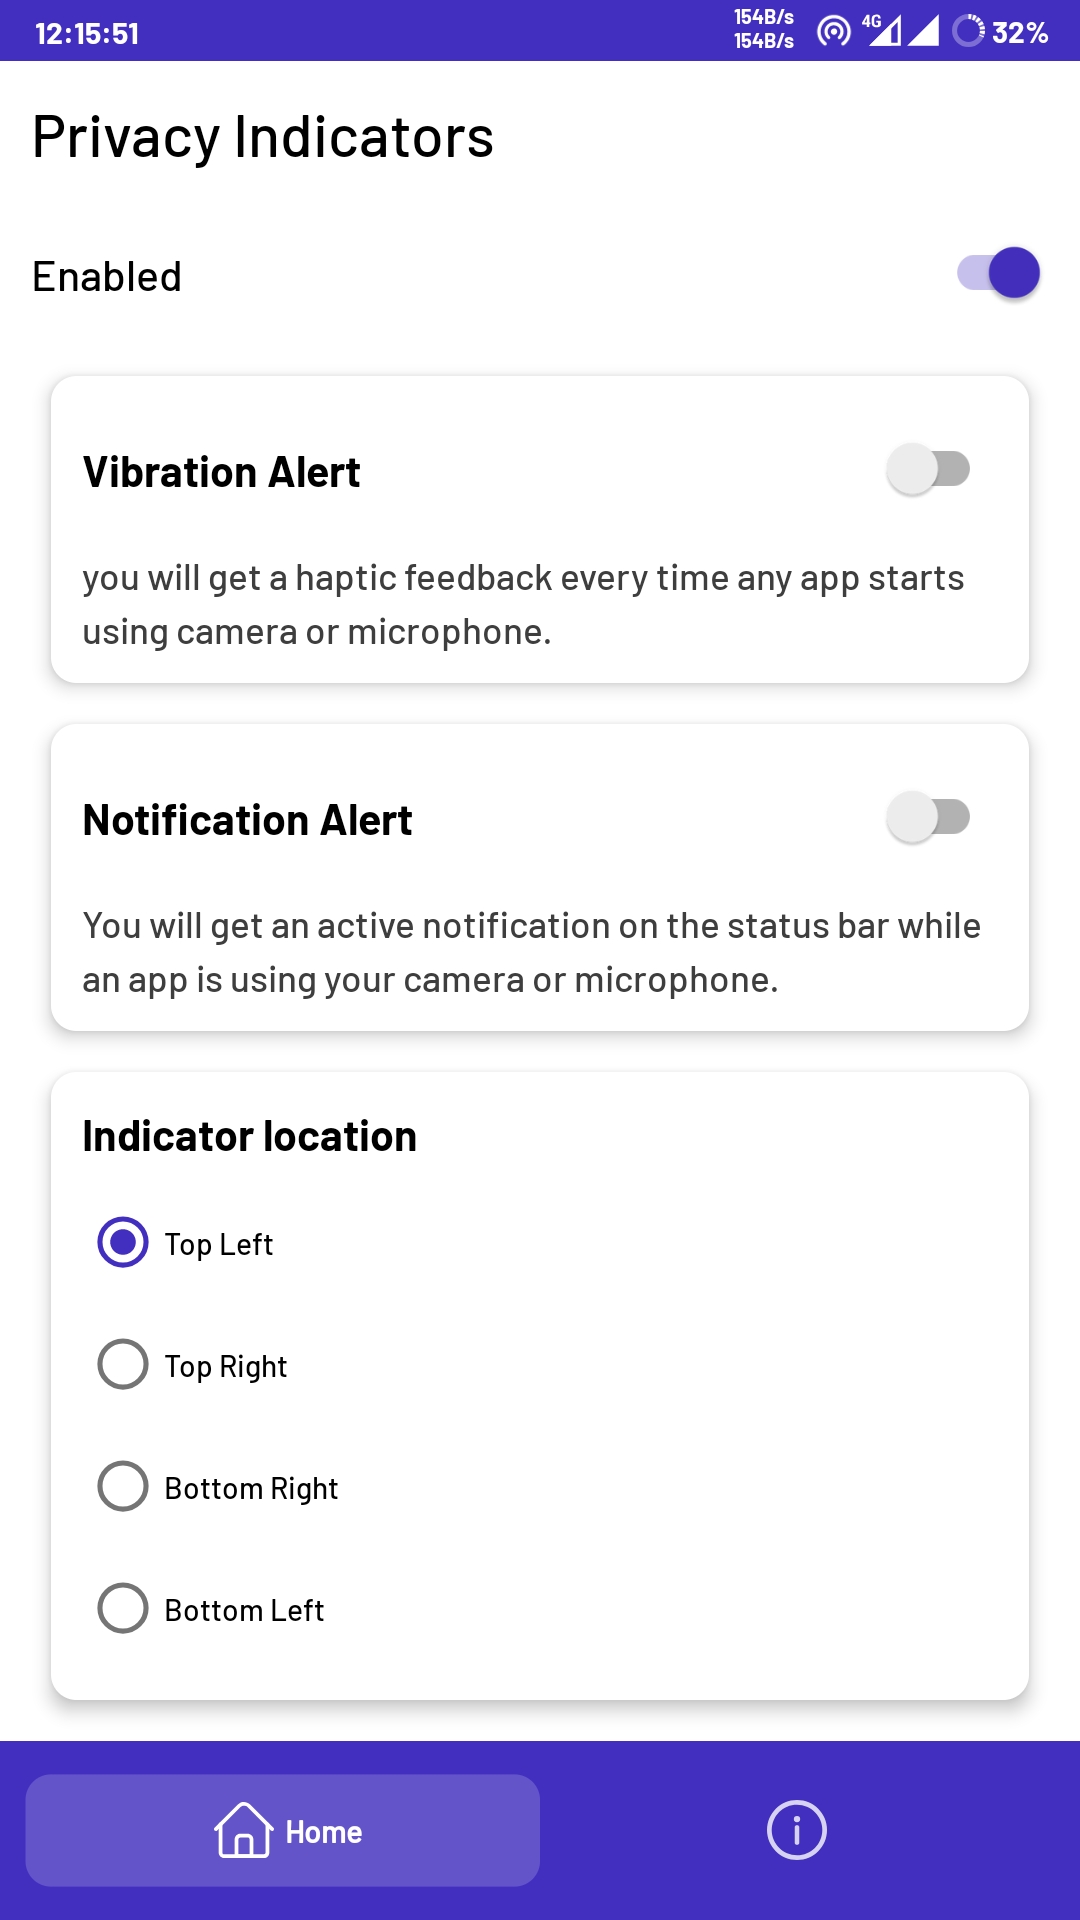 12:15:51
154B/s
154B/s
4G
32%
Privacy Indicators
Enabled
Vibration Alert
you will get a haptic feedback every time any app starts
using camera or microphone.
Notification Alert
You will get an active notification on the status bar while
an app is using your camera or microphone.
Indicator location
Top Left
Top Right
Bottom Right
Bottom Left
Home